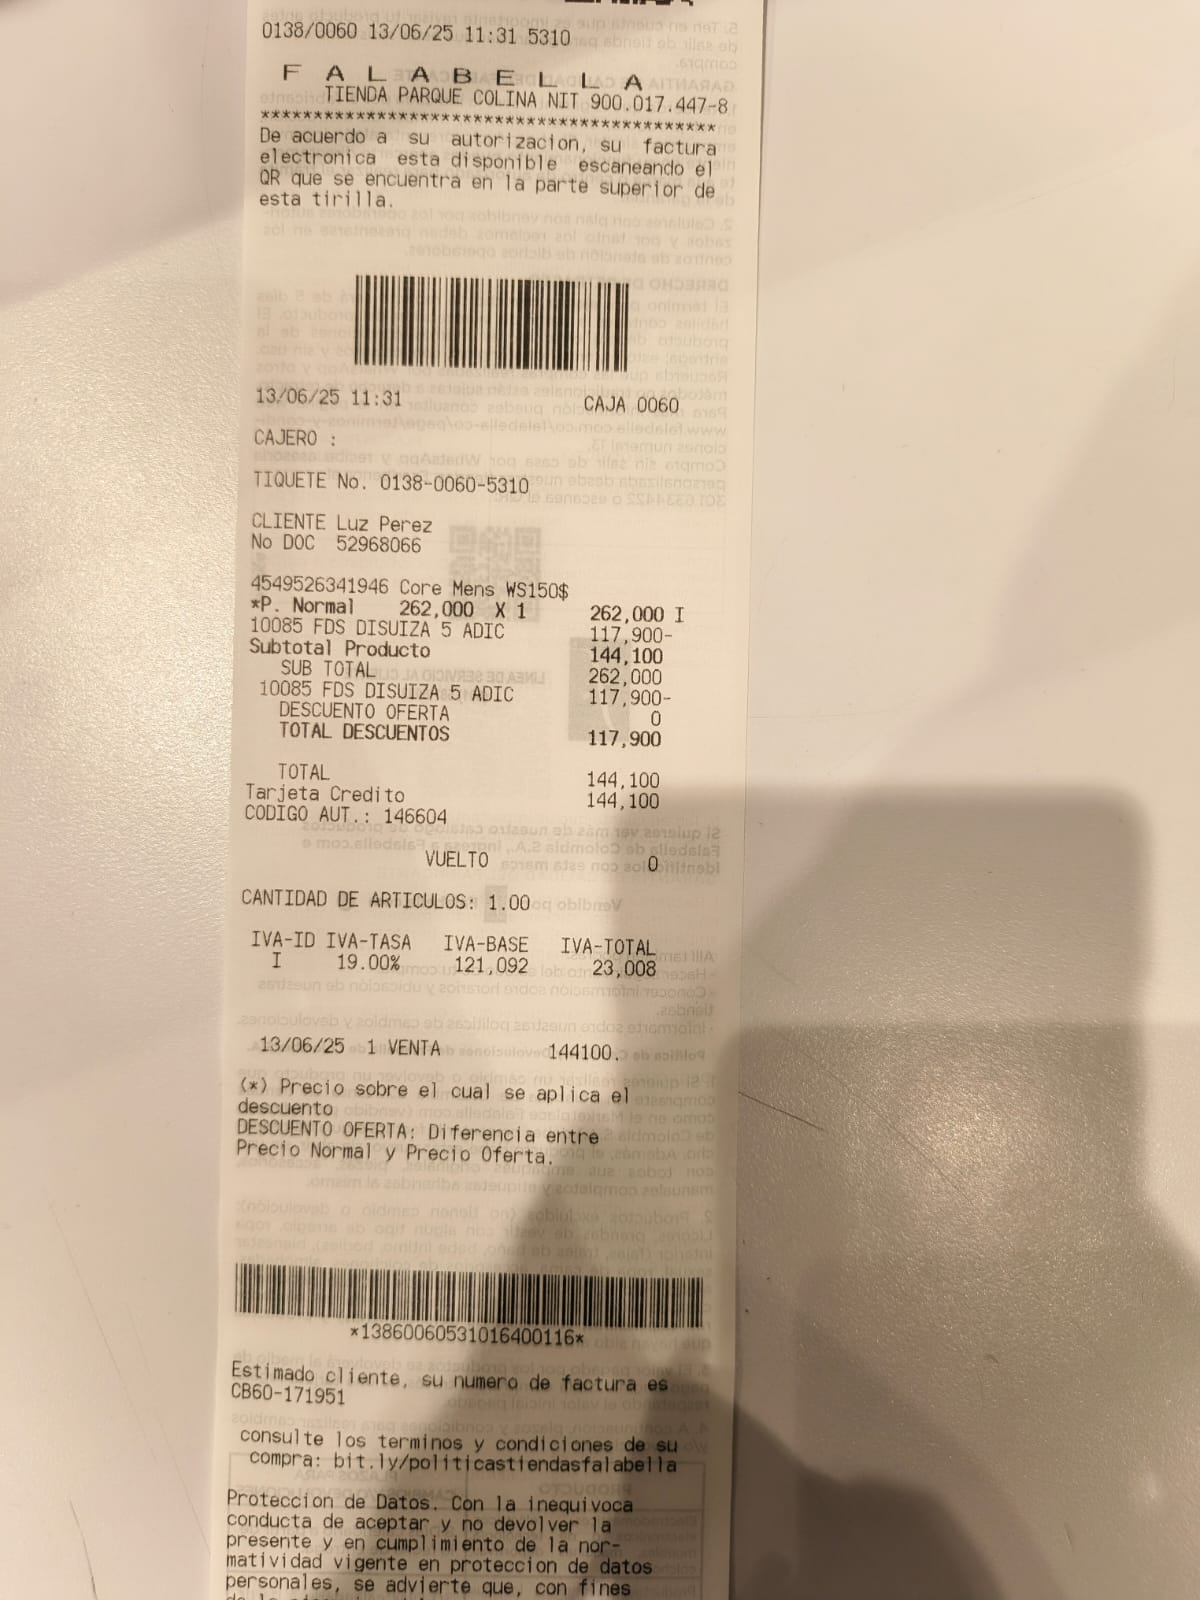 0138/0060 13/06/25 11:31 5310
F A L A B E L L A
TIENDA PARQUE COLINA NIT 900.017.447-8
*******************************************
De acuerdo a su autorizacion, su factura
electronica esta disponible escaneando el
QR que se encuentra en la parte superior de
esta tirilla.
13/06/25 11:31 CAJA 0060
CAJERO :
TIQUETE No. 0138-0060-5310
CLIENTE Luz Perez
No DOC 52968066
4549526341946 Core Mens WS150$
*P. Normal 262,000 X 1 262,000 I
10085 FDS DISUIZA 5 ADIC 117,900-
Subtotal Producto 144,100
SUB TOTAL 262,000
10085 FDS DISUIZA 5 ADIC 117,900-
DESCUENTO OFERTA 0
TOTAL DESCUENTOS 117,900
TOTAL 144,100
Tarjeta Credito 144,100
CODIGO AUT.: 146604
VUELTO 0
CANTIDAD DE ARTICULOS: 1.00
IVA-ID IVA-TASA IVA-BASE IVA-TOTAL
I 19.00% 121,092 23,008
13/06/25 1 VENTA 144100.
(*) Precio sobre el cual se aplica el
descuento
DESCUENTO OFERTA: Diferencia entre
Precio Normal y Precio Oferta.
*13860060531016400116*
Estimado cliente, su numero de factura es
CB60-171951
consulte los terminos y condiciones de su
compra: bit.ly/politicastiendasfalabella
Proteccion de Datos. Con la inequivoca
conducta de aceptar y no devolver la
presente y en cumplimiento de la nor-
matividad vigente en proteccion de datos
personales, se advierte que, con fines